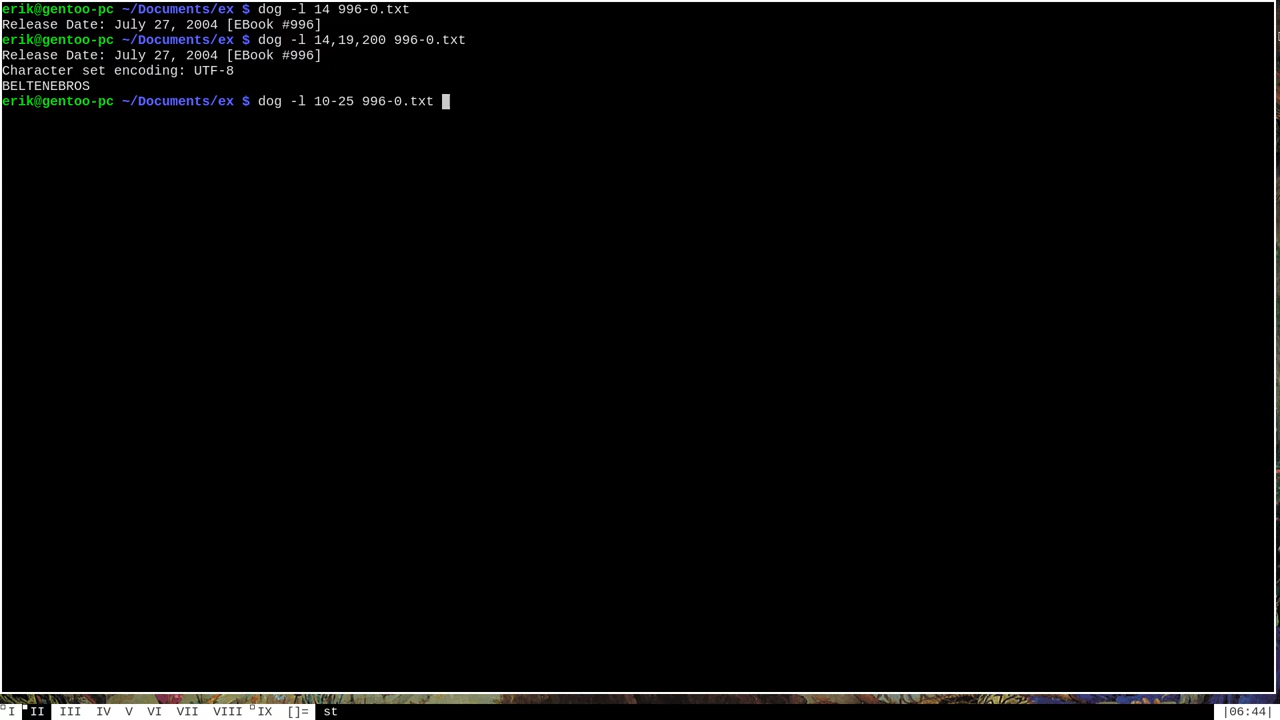 erik@gentoo-pc ~/Documents/ex $ dog -l 14 996-0.txt
Release Date: July 27, 2004 [EBook #996]
erik@gentoo-pc ~/Documents/ex $ dog -l 14,19,200 996-0.txt
Release Date: July 27, 2004 [EBook #996]
Character set encoding: UTF-8
BELTENEBROS
erik@gentoo-pc ~/Documents/ex $ dog -l 10-25 996-0.txt
I II III IV V VI VII VIII IX []= st |06:44|